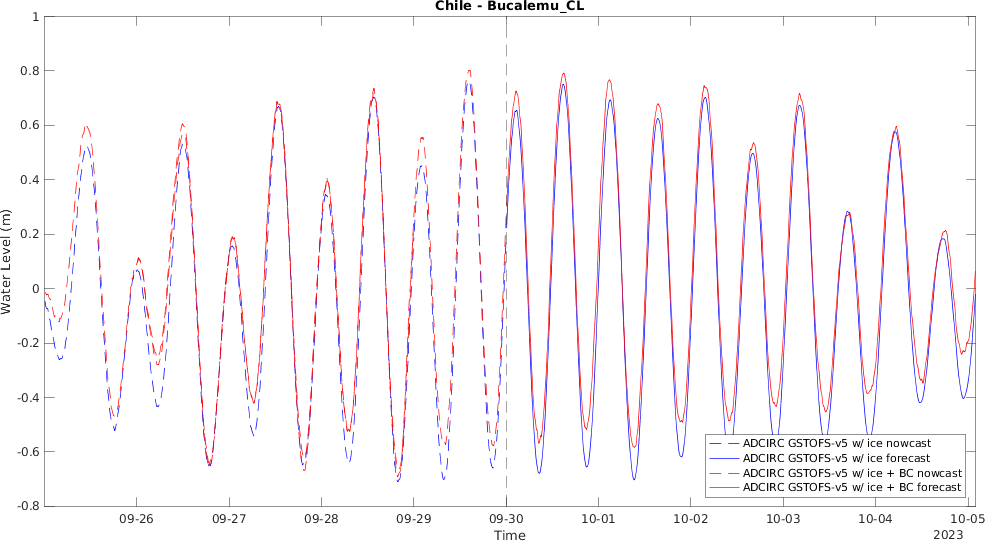 Chile - Bucalemu_CL
1
0.8
0.6
0.4
0.2
0
-0.2
-0.4
-0.6
-0.8
Water Level (m)
09-26 09-27 09-28 09-29 09-30 10-01 10-02 10-03 10-04 10-05
Time
2023
ADCIRC GSTOFS-v5 w/ ice nowcast
ADCIRC GSTOFS-v5 w/ ice forecast
ADCIRC GSTOFS-v5 w/ ice + BC nowcast
ADCIRC GSTOFS-v5 w/ ice + BC forecast